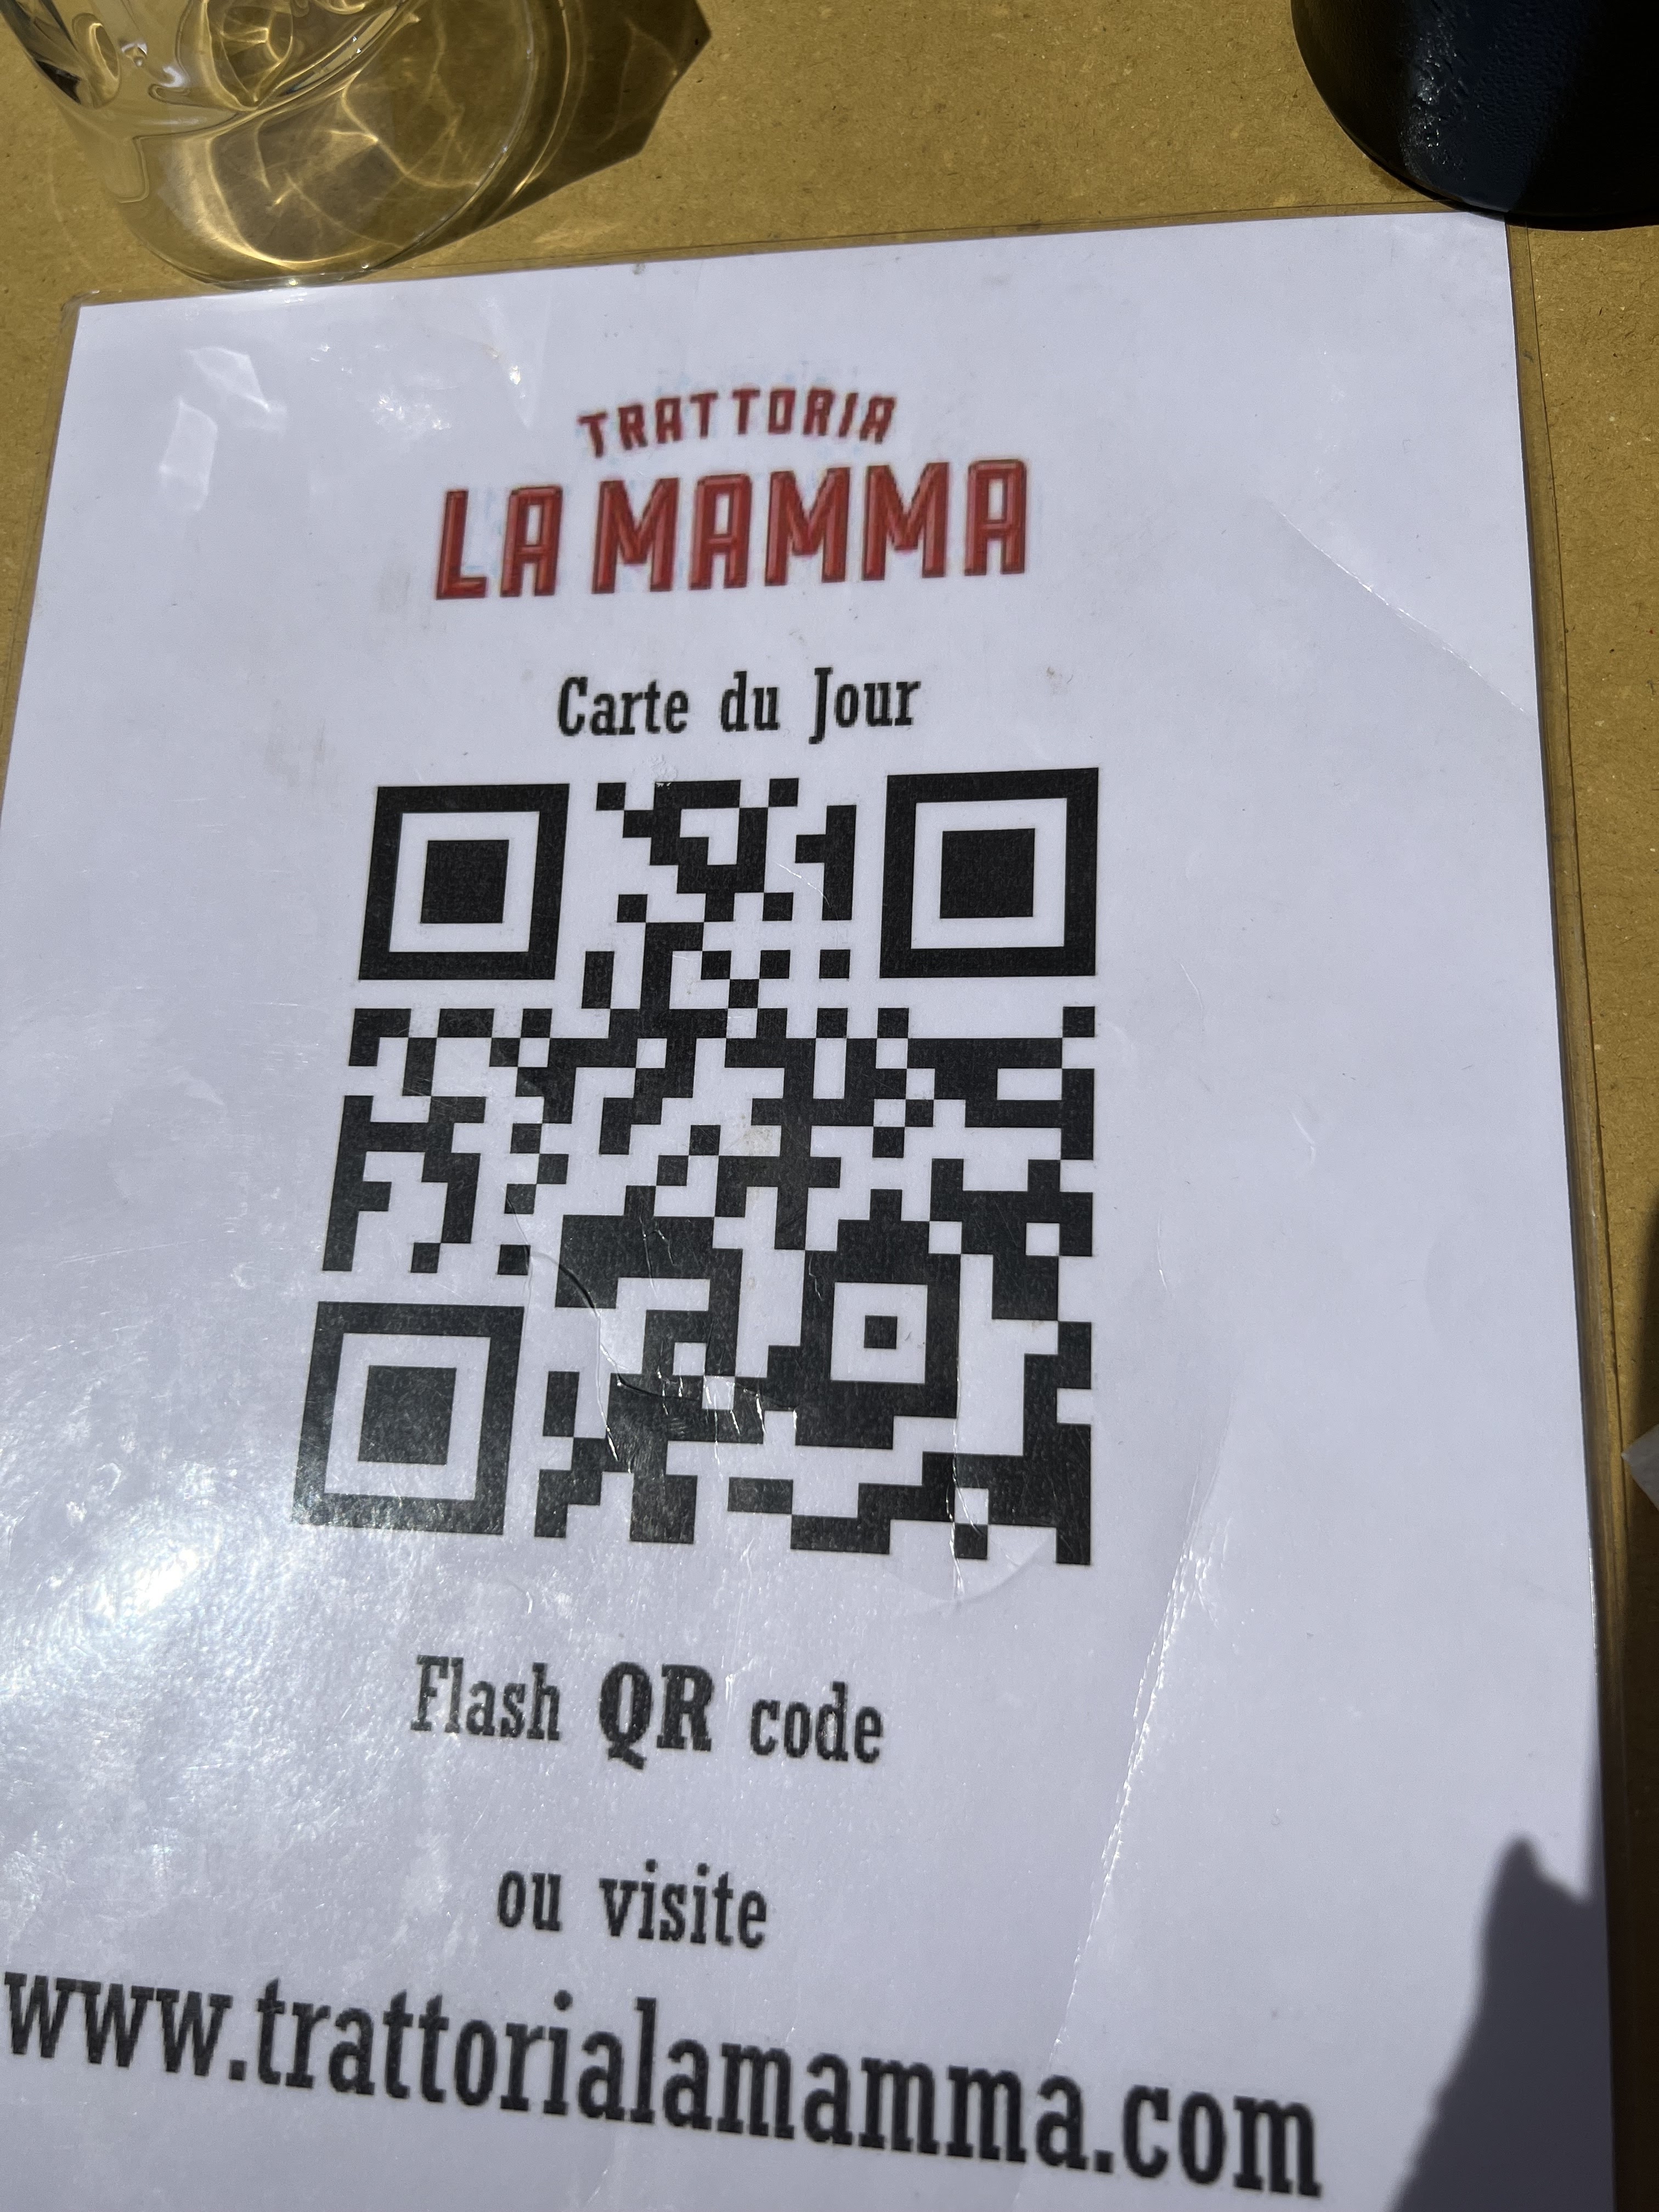 TRATTORIA
LA MAMMA
Carte du Jour
Flash QR code
ou visite
www.trattorialamamma.com